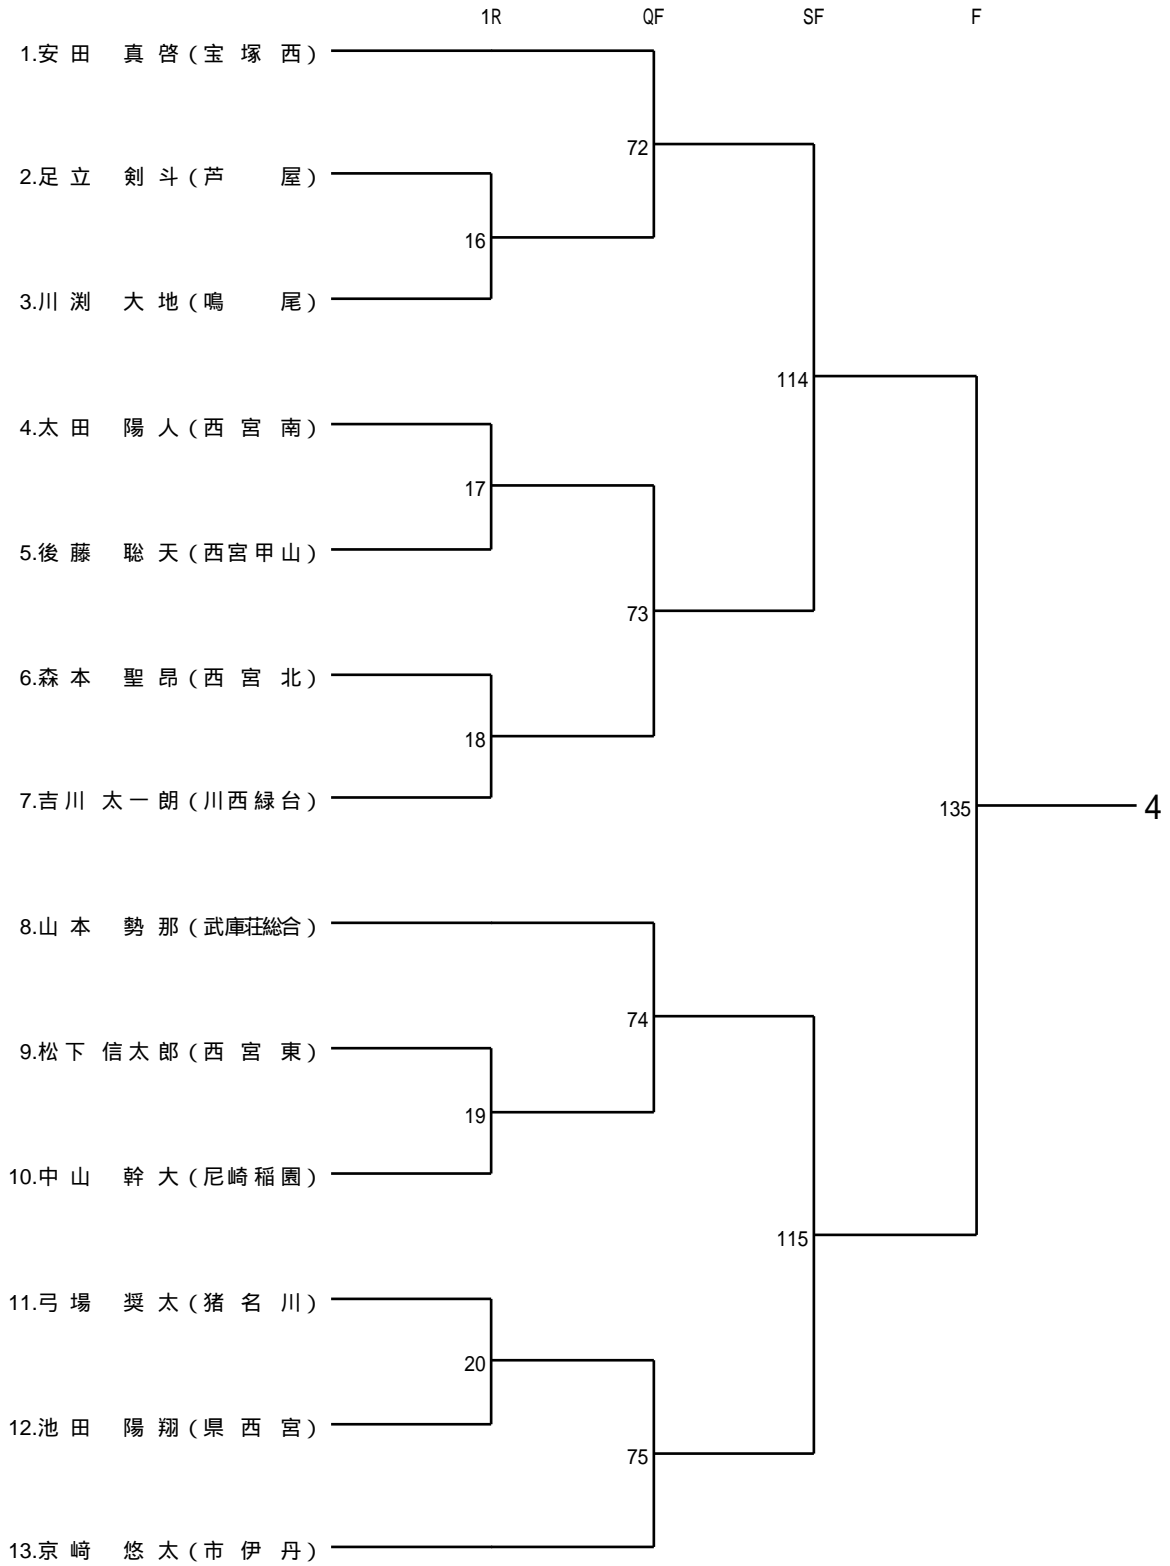 1R QF SF F
1.安田 真啓(宝塚西)
72
2.足立 剣斗(芦屋)
16
3.川渕 大地(鳴尾)
114
4.太田 陽人(西宮南)
17
5.後藤 聡天(西宮甲山)
73
6.森本 聖昂(西宮北)
18
7.吉川 太一朗(川西緑台)
135
4
8.山本 勢那(武庫荘総合)
74
9.松下 信太郎(西宮東)
19
10.中山 幹大(尼崎稲園)
115
11.弓場 奨太(猪名川)
20
12.池田 陽翔(県西宮)
75
13.京﨑 悠太(市伊丹)